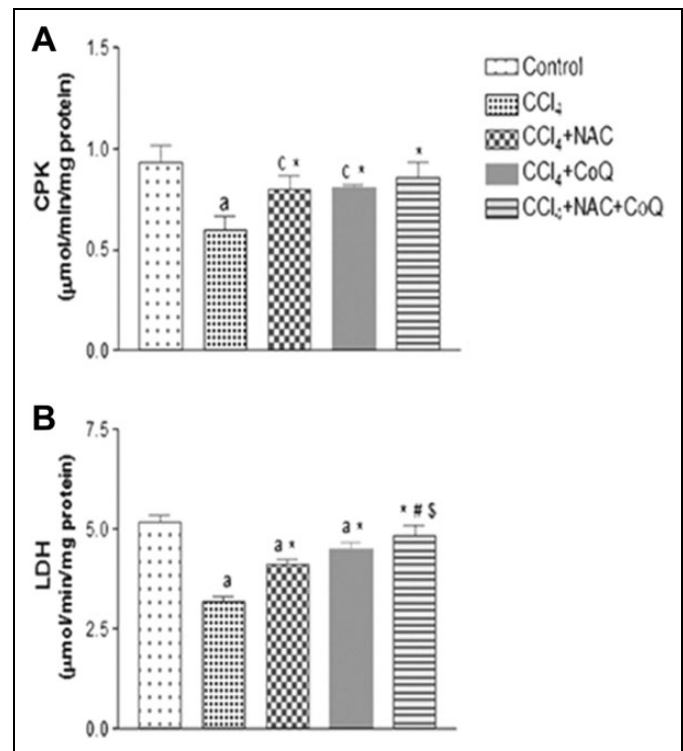 A
CPK
(µmol/min/mg protein)
1.5
1.0
0.5
0.0
a
c *
c *
*
Control
CCl₄
CCl₄+NAC
CCl₄+CoQ
CCl₄+NAC+CoQ
B
LDH
(µmol/min/mg protein)
7.5
5.0
2.5
0.0
a
a *
a *
* # $